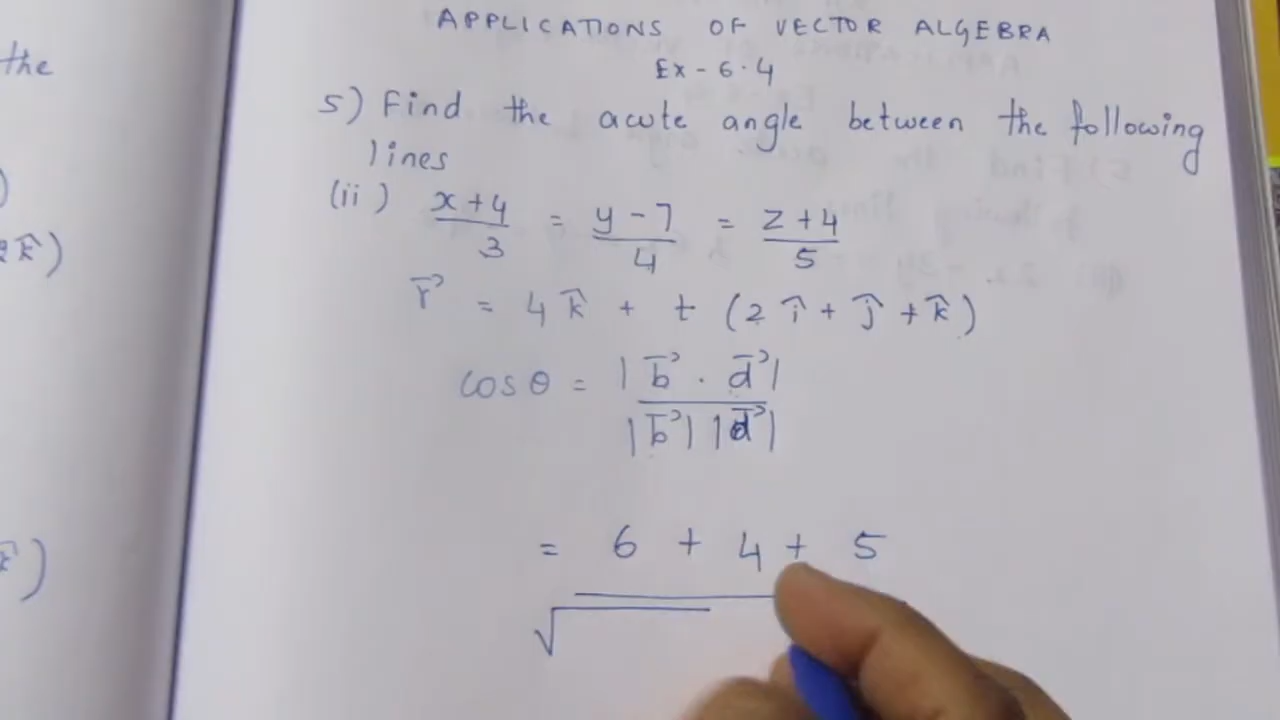 the
)
k̂)
k̂)
APPLICATIONS OF VECTOR ALGEBRA
Ex - 6.4
5) Find the acute angle between the following
lines
(ii) x+4/3 = y-7/4 = z+4/5
r⃗ = 4k̂ + t (2î + ĵ + k̂)
cos θ = |b⃗ . d⃗| / |b⃗| |d⃗|
= 6 + 4 + 5
√